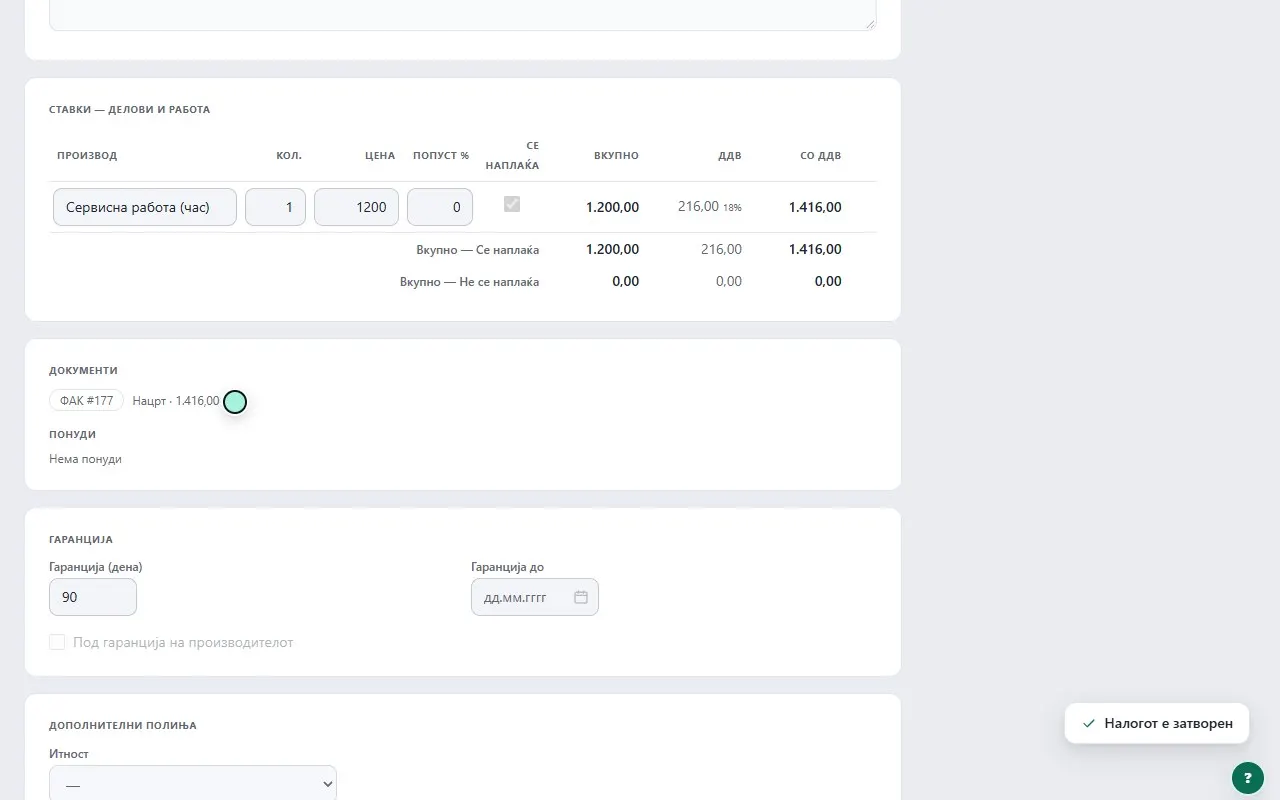 СТАВКИ — ДЕЛОВИ И РАБОТА
ПРОИЗВОД КОЛ. ЦЕНА ПОПУСТ % СЕ НАПЛАЌА ВКУПНО ДДВ СО ДДВ
Сервисна работа (час) 1 1200 0 1.200,00 216,00 18% 1.416,00
Вкупно — Се наплаќа 1.200,00 216,00 1.416,00
Вкупно — Не се наплаќа 0,00 0,00 0,00
ДОКУМЕНТИ
ФАК #177 Нацрт · 1.416,00
ПОНУДИ
Нема понуди
ГАРАНЦИЈА
Гаранција (дена) Гаранција до
90 дд.мм.гггг
Под гаранција на производителот
ДОПОЛНИТЕЛНИ ПОЛИЊА
Налогот е затворен
Итност
—
?